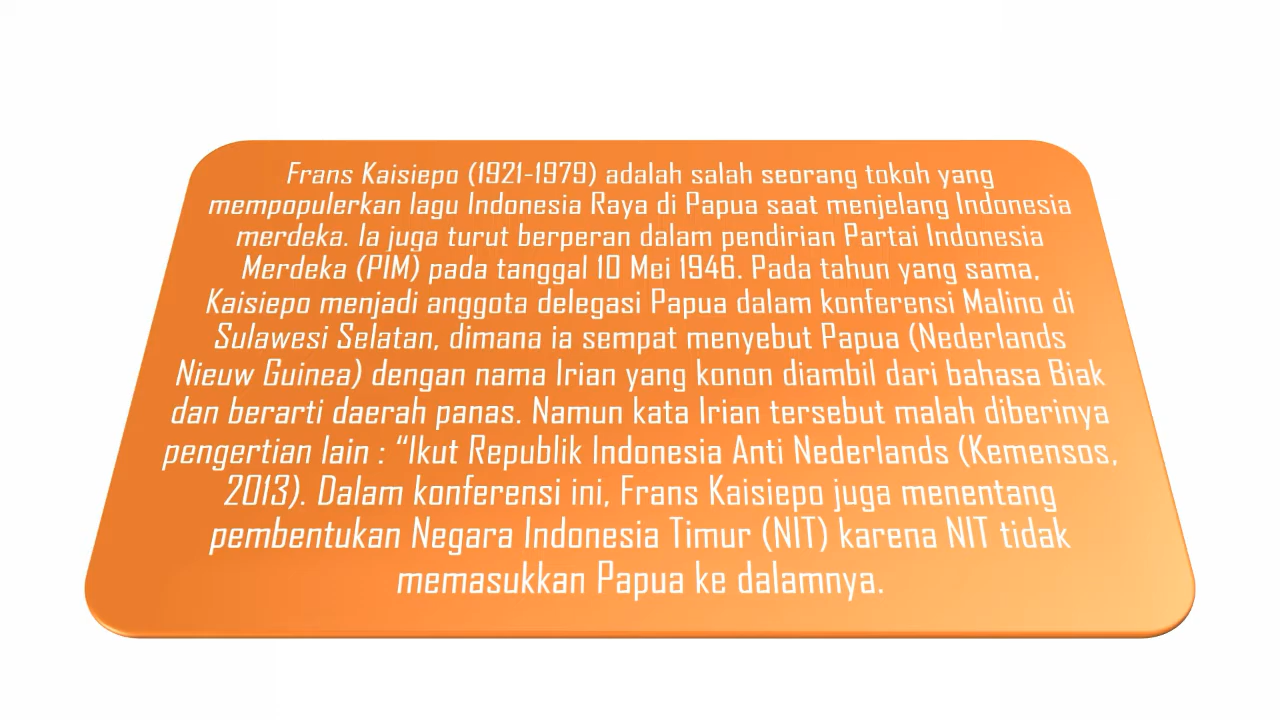 Frans Kaisiepo (1921-1979) adalah salah seorang tokoh yang
mempopulerkan lagu Indonesia Raya di Papua saat menjelang Indonesia
merdeka. Ia juga turut berperan dalam pendirian Partai Indonesia
Merdeka (PIM) pada tanggal 10 Mei 1946. Pada tahun yang sama,
Kaisiepo menjadi anggota delegasi Papua dalam konferensi Malino di
Sulawesi Selatan, dimana ia sempat menyebut Papua (Nederlands
Nieuw Guinea) dengan nama Irian yang konon diambil dari bahasa Biak
dan berarti daerah panas. Namun kata Irian tersebut malah diberinya
pengertian lain : “Ikut Republik Indonesia Anti Nederlands (Kemensos,
2013). Dalam konferensi ini, Frans Kaisiepo juga menentang
pembentukan Negara Indonesia Timur (NIT) karena NIT tidak
memasukkan Papua ke dalamnya.